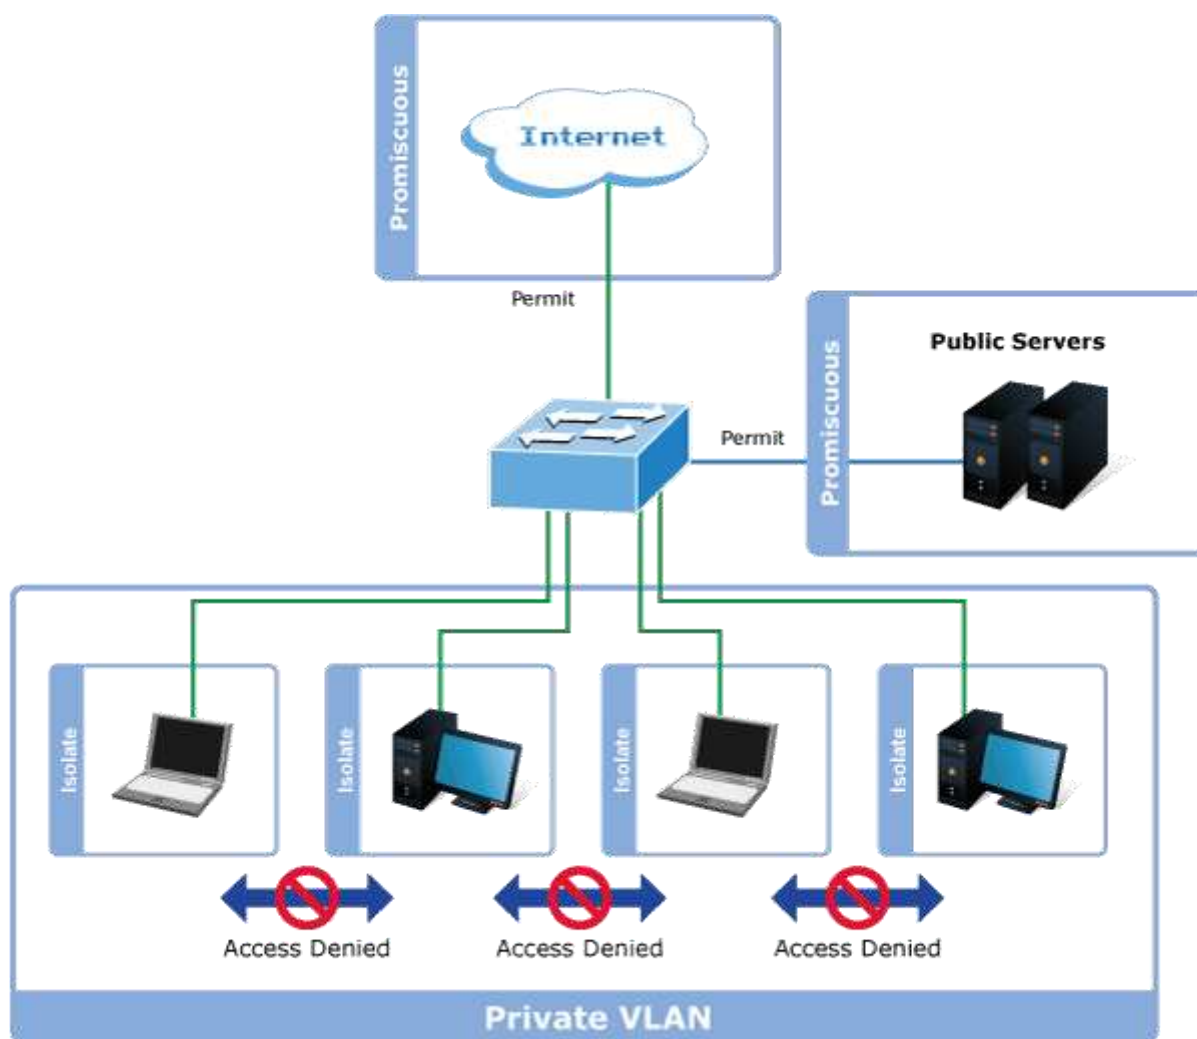 Promiscuous
Internet
Permit
Public Servers
Permit
Promiscuous
Isolate
Isolate
Isolate
Isolate
Access Denied
Access Denied
Access Denied
Private VLAN